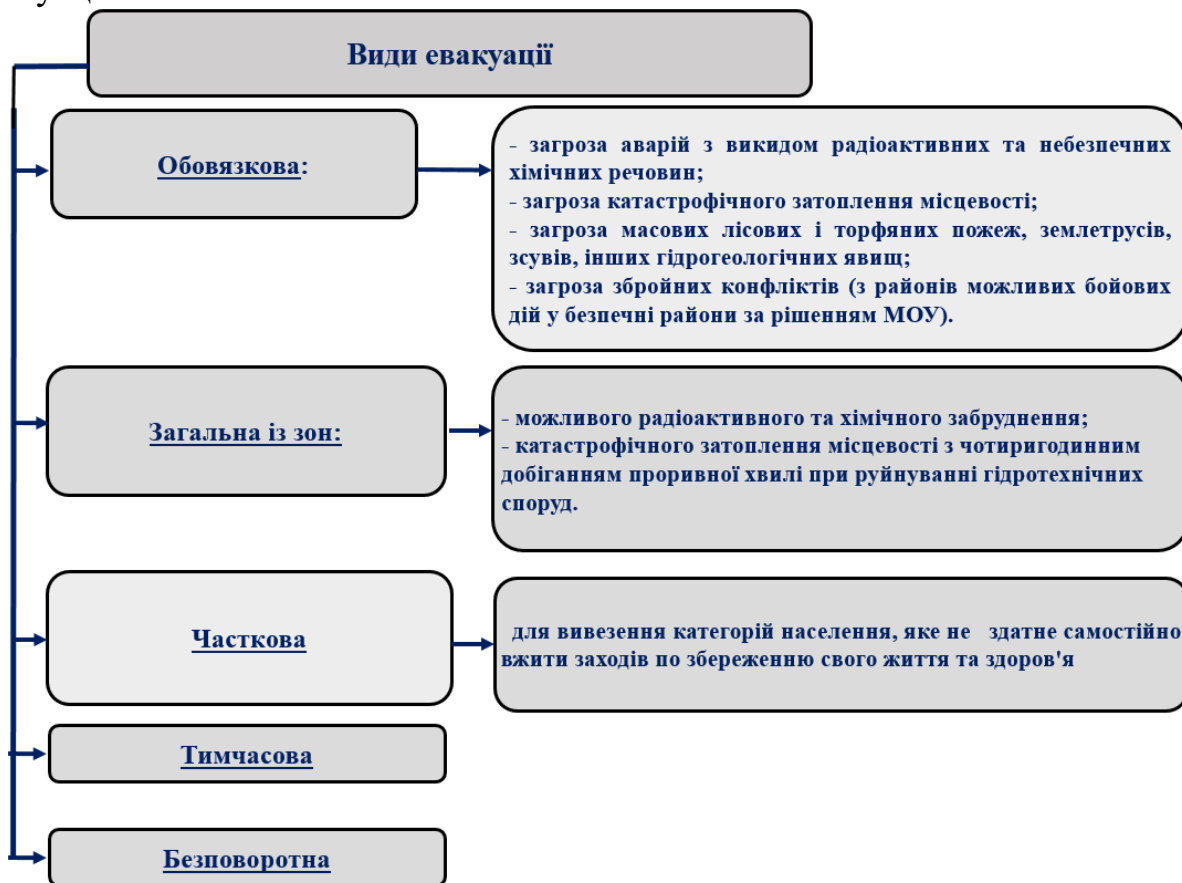 Види евакуації
Обовязкова:
- загроза аварій з викидом радіоактивних та небезпечних
хімічних речовин;
- загроза катастрофічного затоплення місцевості;
- загроза масових лісових і торфяних пожеж, землетрусів,
зсувів, інших гідрогеологічних явищ;
- загроза збройних конфліктів (з районів можливих бойових
дій у безпечні райони за рішенням МОУ).
Загальна із зон:
- можливого радіоактивного та хімічного забруднення;
- катастрофічного затоплення місцевості з чотиригодинним
добіганням проривної хвилі при руйнуванні гідротехнічних
споруд.
Часткова
для вивезення категорій населення, яке не здатне самостійно
вжити заходів по збереженню свого життя та здоров'я
Тимчасова
Безповоротна